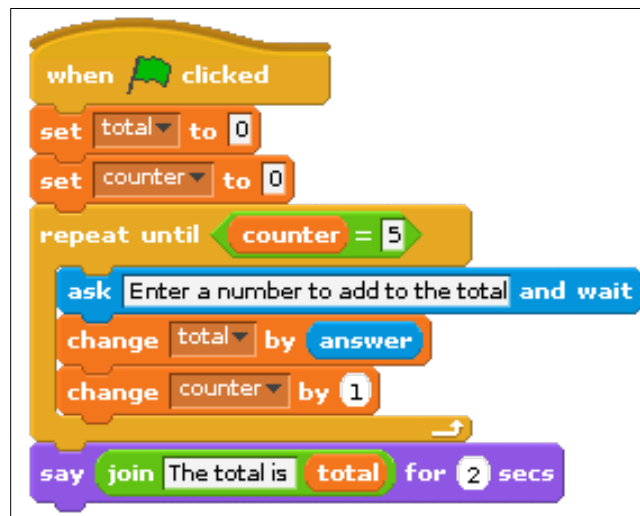 when clicked
set total to 0
set counter to 0
repeat until counter = 5
ask Enter a number to add to the total and wait
change total by answer
change counter by 1
say join The total is total for 2 secs